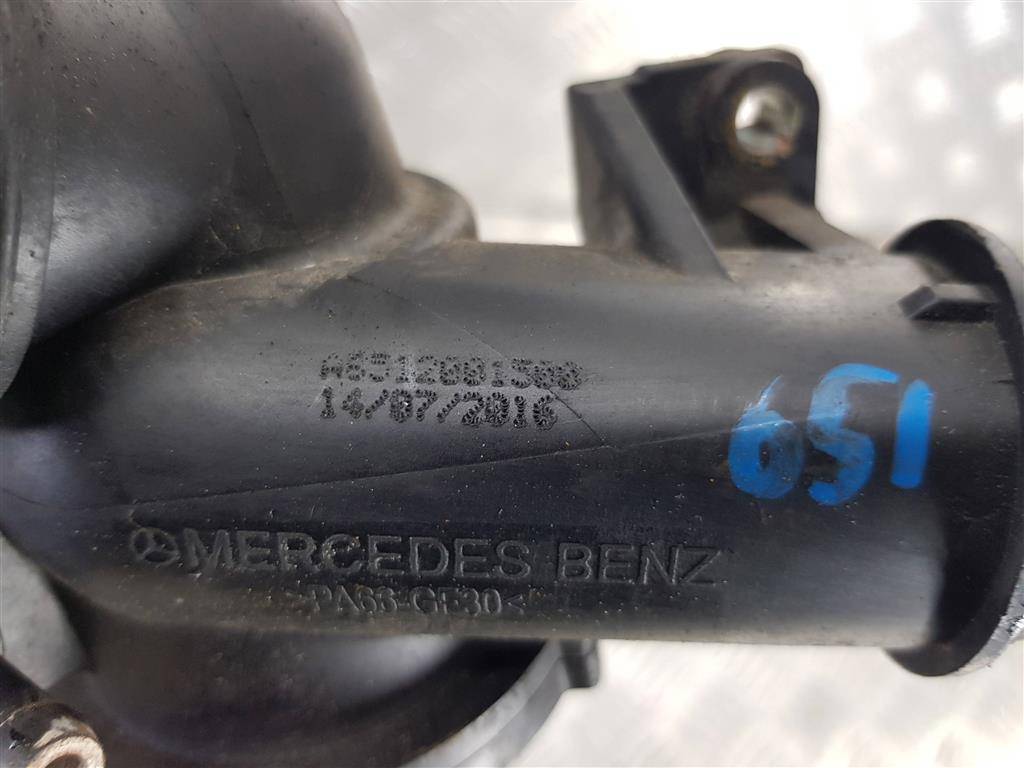 A6512001500
14/07/2016
651
MERCEDES-BENZ
>PA66-GF30<